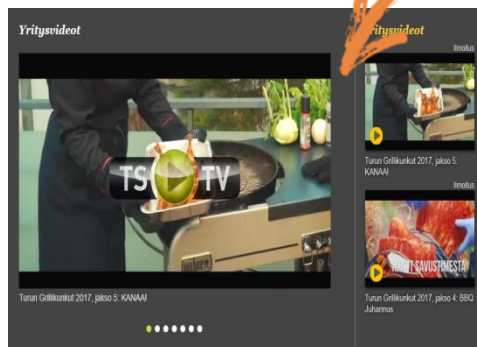 Yritysvideot
TS TV
Turun Grillikunkut 2017, jakso 5: KANAA!
Yritysvideot
Ilmoitus
Turun Grillikunkut 2017, jakso 5:
KANAA!
Ilmoitus
SAVUSTIMESTA
Turun Grillikunkut 2017, jakso 4: BBQ
Juhannus